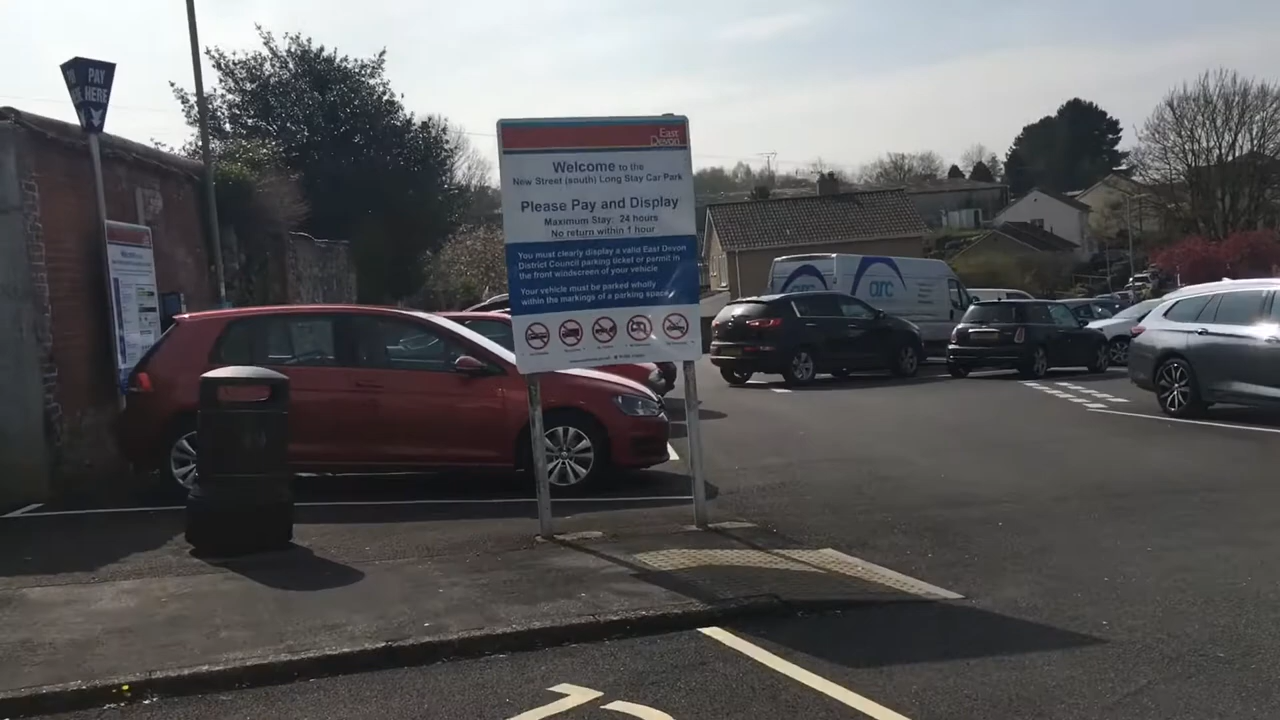 PAY
HERE
East
Devon
Welcome to the
New Street (south) Long Stay Car Park
Please Pay and Display
Maximum Stay: 24 hours
No return within 1 hour
You must clearly display a valid East Devon
District Council parking ticket or permit in
the front windscreen of your vehicle
Your vehicle must be parked wholly
within the markings of a parking space
arc
arc